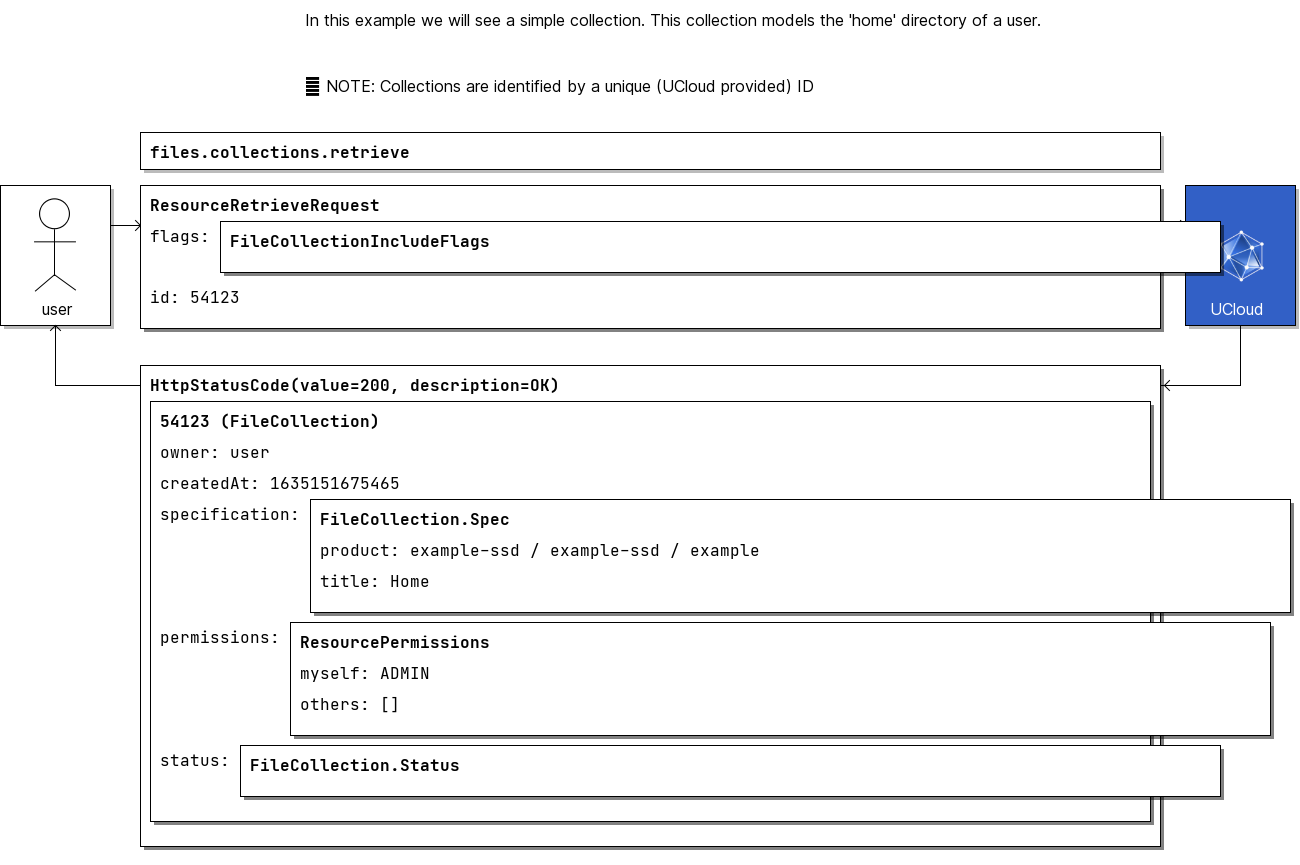 In this example we will see a simple collection. This collection models the 'home' directory of a user.
NOTE: Collections are identified by a unique (UCloud provided) ID
files.collections.retrieve
ResourceRetrieveRequest
flags: FileCollectionIncludeFlags
id: 54123
user
UCloud
HttpStatusCode(value=200, description=OK)
54123 (FileCollection)
owner: user
createdAt: 1635151675465
specification: FileCollection.Spec
product: example-ssd / example-ssd / example
title: Home
permissions: ResourcePermissions
myself: ADMIN
others: []
status: FileCollection.Status